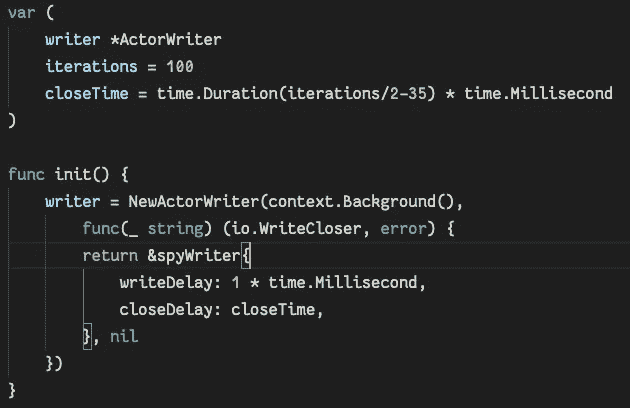 var (
    writer *ActorWriter
    iterations = 100
    closeTime = time.Duration(iterations/2-35) * time.Millisecond
)
func init() {
    writer = NewActorWriter(context.Background(),
        func(_ string) (io.WriteCloser, error) {
        return &spyWriter{
            writeDelay: 1 * time.Millisecond,
            closeDelay: closeTime,
        }, nil
    })
}